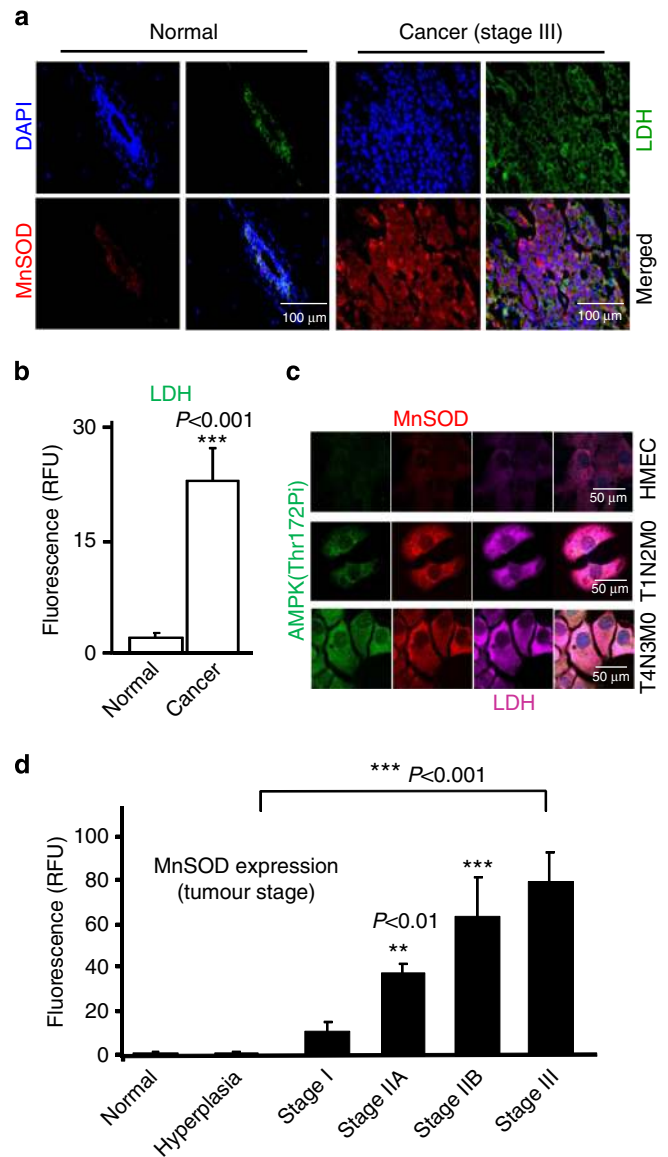 a
Normal
Cancer (stage III)
DAPI
LDH
MnSOD
Merged
100 μm
100 μm
b
LDH
P<0.001
***
30
15
0
Fluorescence (RFU)
Normal
Cancer
c
MnSOD
AMPK(Thr172Pi)
HMEC
50 μm
T1N2M0
50 μm
T4N3M0
50 μm
LDH
d
*** P<0.001
MnSOD expression
(tumour stage)
P<0.01
**
***
100
80
60
40
20
0
Fluorescence (RFU)
Normal
Hyperplasia
Stage I
Stage IIA
Stage IIB
Stage III